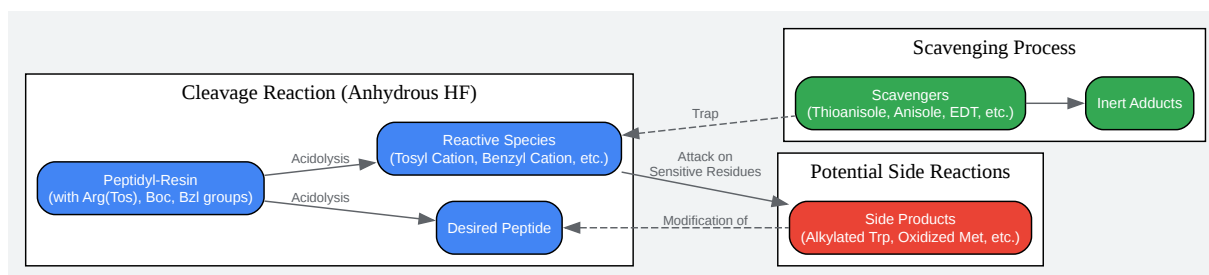 Cleavage Reaction (Anhydrous HF)
Peptidyl-Resin
(with Arg(Tos), Boc, Bzl groups)
Acidolysis
Acidolysis
Reactive Species
(Tosyl Cation, Benzyl Cation, etc.)
Desired Peptide
Trap
Attack on
Sensitive Residues
Modification of
Scavenging Process
Scavengers
(Thioanisole, Anisole, EDT, etc.)
Inert Adducts
Potential Side Reactions
Side Products
(Alkylated Trp, Oxidized Met, etc.)